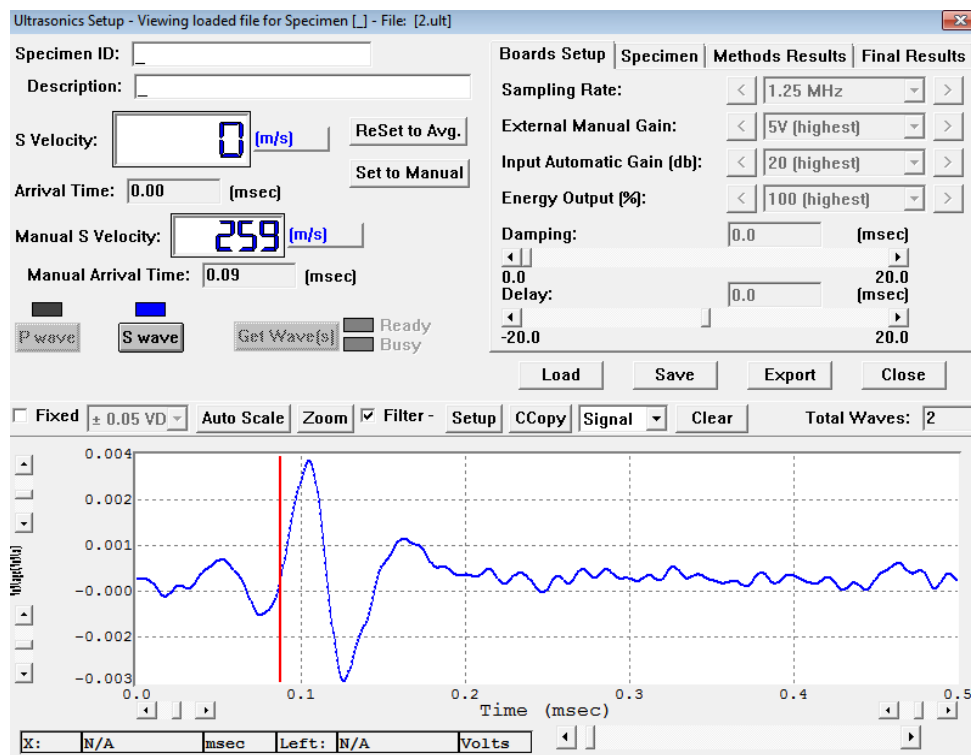 Ultrasonics Setup - Viewing loaded file for Specimen [_] - File:  [2.ult]
Specimen ID: _
Description: _
S Velocity: 0 (m/s)
ReSet to Avg.
Set to Manual
Arrival Time: 0.00 (msec)
Manual S Velocity: 259 (m/s)
Manual Arrival Time: 0.09 (msec)
P wave S wave Get Wave(s) Ready
Busy
Boards Setup Specimen Methods Results Final Results
Sampling Rate: < 1.25 MHz >
External Manual Gain: < 5V (highest) >
Input Automatic Gain (db): < 20 (highest) >
Energy Output (%): < 100 (highest) >
Damping: 0.0 (msec)
0.0 20.0
Delay: 0.0 (msec)
-20.0 20.0
Load Save Export Close
Fixed ± 0.05 VD Auto Scale Zoom Filter - Setup CCopy Signal Clear Total Waves: 2
0.004
0.002
0.001
-0.000
-0.002
-0.003
0.0 0.1 0.2 0.3 0.4 0.5
Time (msec)
X: N/A msec Left: N/A Volts